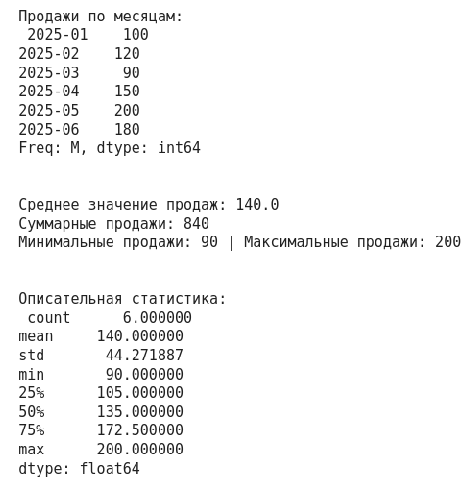 Продажи по месяцам:
2025-01    100
2025-02    120
2025-03     90
2025-04    150
2025-05    200
2025-06    180
Freq: M, dtype: int64
Среднее значение продаж: 140.0
Суммарные продажи: 840
Минимальные продажи: 90 | Максимальные продажи: 200
Описательная статистика:
count      6.000000
mean     140.000000
std       44.271887
min       90.000000
25%      105.000000
50%      135.000000
75%      172.500000
max      200.000000
dtype: float64